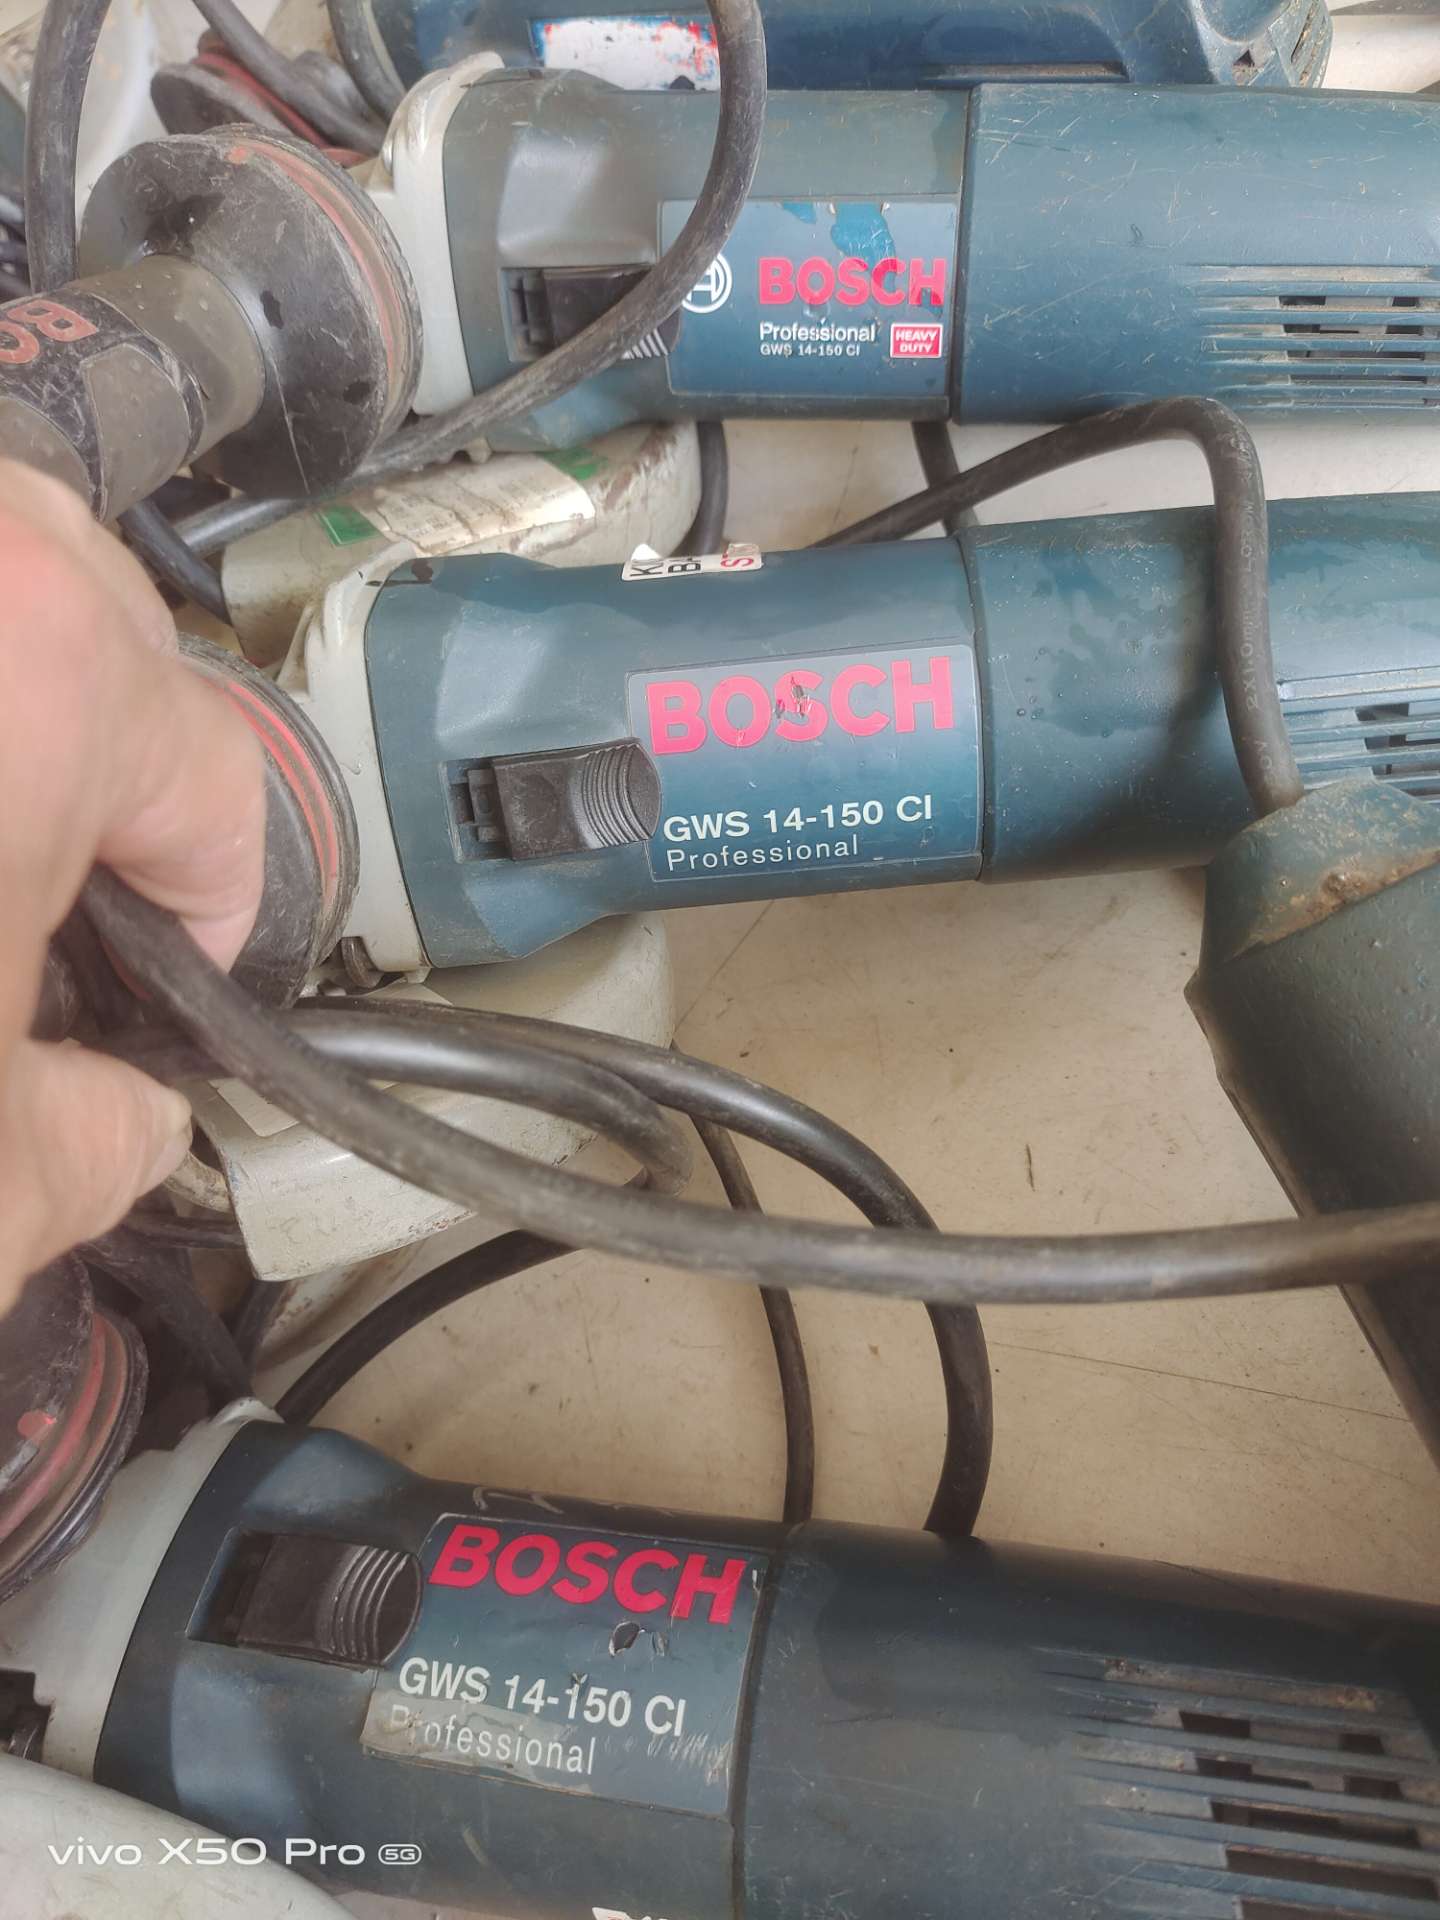 BOSCH
Professional
HEAVY
DUTY
GWS 14-150 CI
BOSCH
GWS 14-150 CI
Professional
BOSCH
GWS 14-150 CI
Professional
vivo X50 Pro 5G